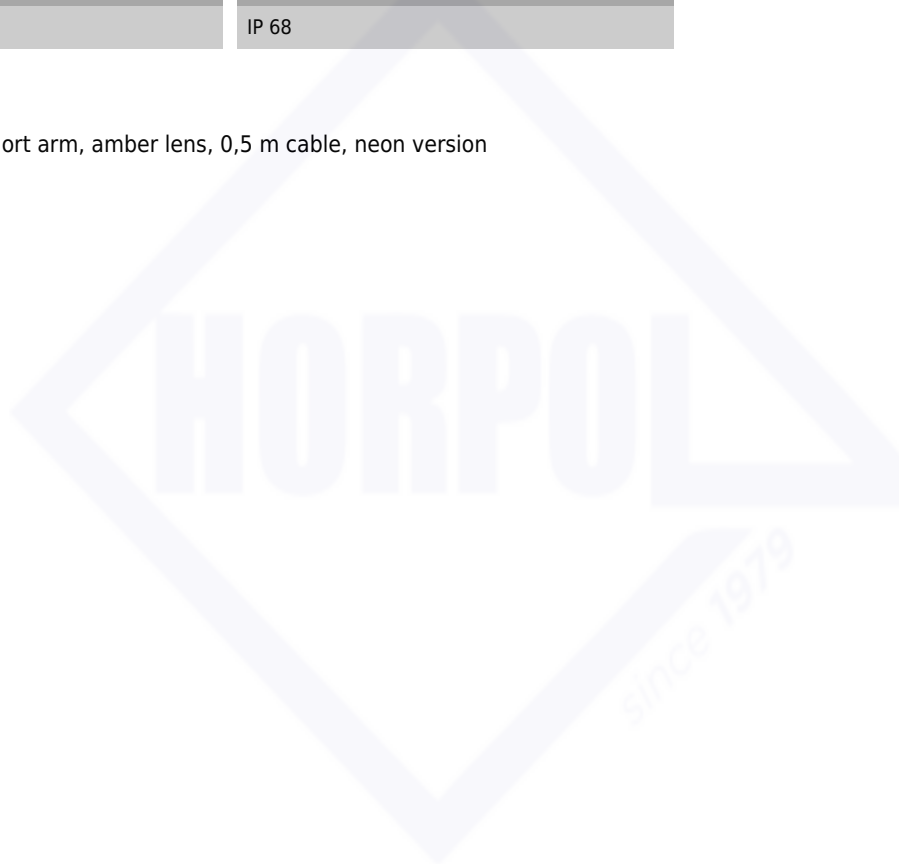 IP 68
ort arm, amber lens, 0,5 m cable, neon version
HORPOL
since 1979